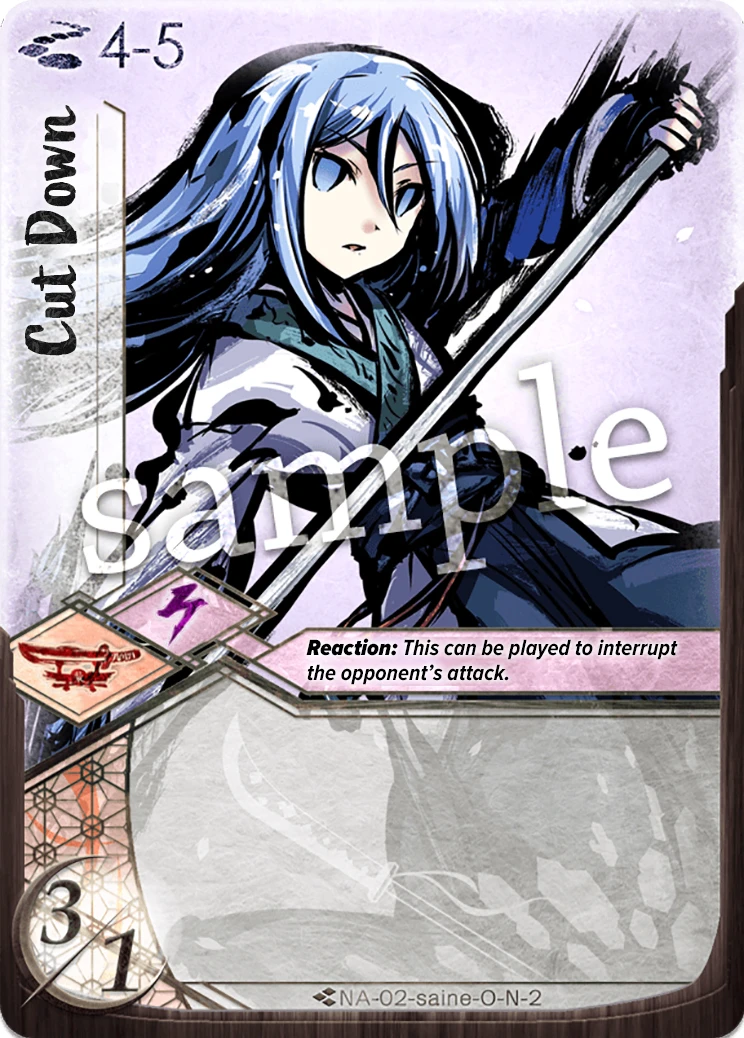 4-5
Cut Down
sample
Reaction: This can be played to interrupt
the opponent's attack.
3/1
NA-02-saine-O-N-2